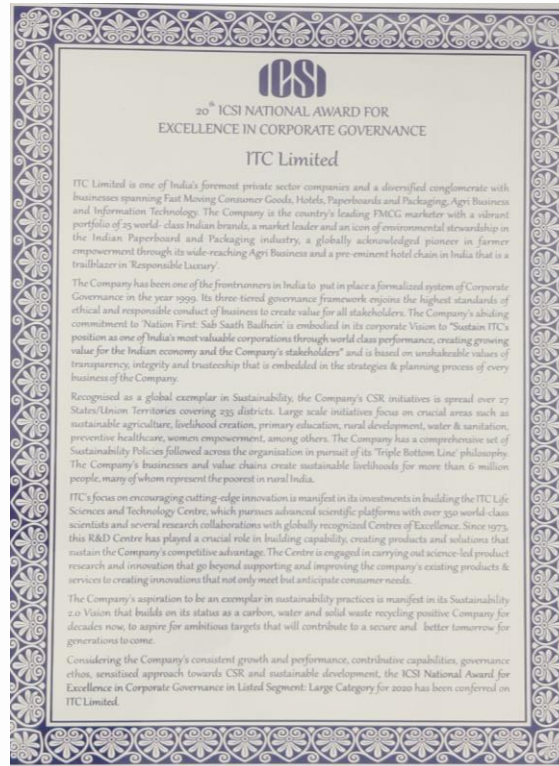 ICSI
20th ICSI NATIONAL AWARD FOR
EXCELLENCE IN CORPORATE GOVERNANCE
ITC Limited
ITC Limited is one of India's foremost private sector companies and a diversified conglomerate with
businesses spanning Fast Moving Consumer Goods, Hotels, Paperboards and Packaging, Agri Business
and Information Technology. The Company is the country's leading FMCG marketer with a vibrant
portfolio of 25 world- class Indian brands, a market leader and an icon of environmental stewardship in
the Indian Paperboard and Packaging industry, a globally acknowledged pioneer in farmer
empowerment through its wide-reaching Agri Business and a pre-eminent hotel chain in India that is a
trailblazer in 'Responsible Luxury'.
The Company has been one of the frontrunners in India to put in place a formalized system of Corporate
Governance in the year 1999. Its three-tiered governance framework enjoins the highest standards of
ethical and responsible conduct of business to create value for all stakeholders. The Company's abiding
commitment to 'Nation First: Sab Saath Badhein' is embodied in its corporate Vision to "Sustain ITC's
position as one of India's most valuable corporations through world class performance, creating growing
value for the Indian economy and the Company's stakeholders" and is based on unshakeable values of
transparency, integrity and trusteeship that is embedded in the strategies & planning process of every
business of the Company.
Recognised as a global exemplar in Sustainability, the Company's CSR initiatives is spread over 27
States/Union Territories covering 235 districts. Large scale initiatives focus on crucial areas such as
sustainable agriculture, livelihood creation, primary education, rural development, water & sanitation,
preventive healthcare, women empowerment, among others. The Company has a comprehensive set of
Sustainability Policies followed across the organisation in pursuit of its 'Triple Bottom Line' philosophy.
The Company's businesses and value chains create sustainable livelihoods for more than 6 million
people, many of whom represent the poorest in rural India.
ITC's focus on encouraging cutting-edge innovation is manifest in its investments in building the ITC Life
Sciences and Technology Centre, which pursues advanced scientific platforms with over 350 world-class
scientists and several research collaborations with globally recognized Centres of Excellence. Since 1973,
this R&D Centre has played a crucial role in building capability, creating products and solutions that
sustain the Company's competitive advantage. The Centre is engaged in carrying out science-led product
research and innovation that go beyond supporting and improving the company's existing products &
services to creating innovations that not only meet but anticipate consumer needs.
The Company's aspiration to be an exemplar in sustainability practices is manifest in its Sustainability
2.0 Vision that builds on its status as a carbon, water and solid waste recycling positive Company for
decades now, to aspire for ambitious targets that will contribute to a secure and better tomorrow for
generations to come.
Considering the Company's consistent growth and performance, contributive capabilities, governance
ethos, sensitised approach towards CSR and sustainable development, the ICSI National Award for
Excellence in Corporate Governance in Listed Segment: Large Category for 2020 has been conferred on
ITC Limited.